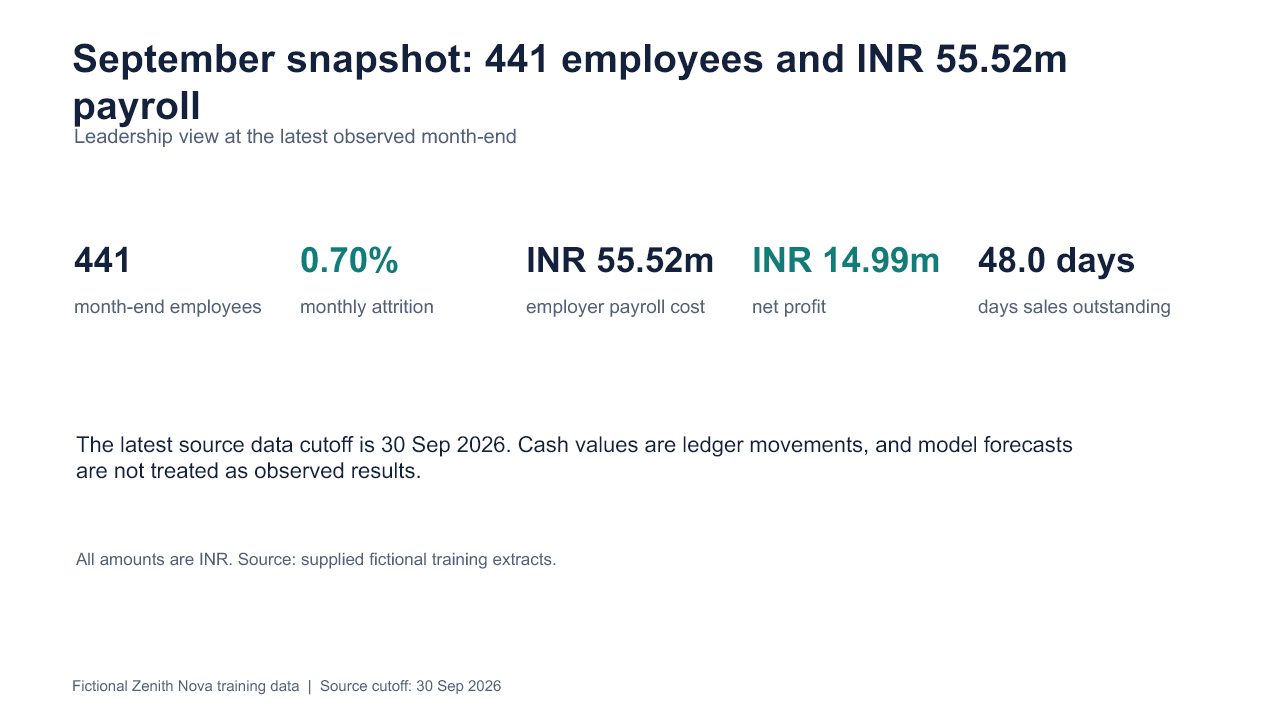 September snapshot: 441 employees and INR 55.52m
payroll
Leadership view at the latest observed month-end
441
month-end employees
0.70%
monthly attrition
INR 55.52m
employer payroll cost
INR 14.99m
net profit
48.0 days
days sales outstanding
The latest source data cutoff is 30 Sep 2026. Cash values are ledger movements, and model forecasts
are not treated as observed results.
All amounts are INR. Source: supplied fictional training extracts.
Fictional Zenith Nova training data | Source cutoff: 30 Sep 2026